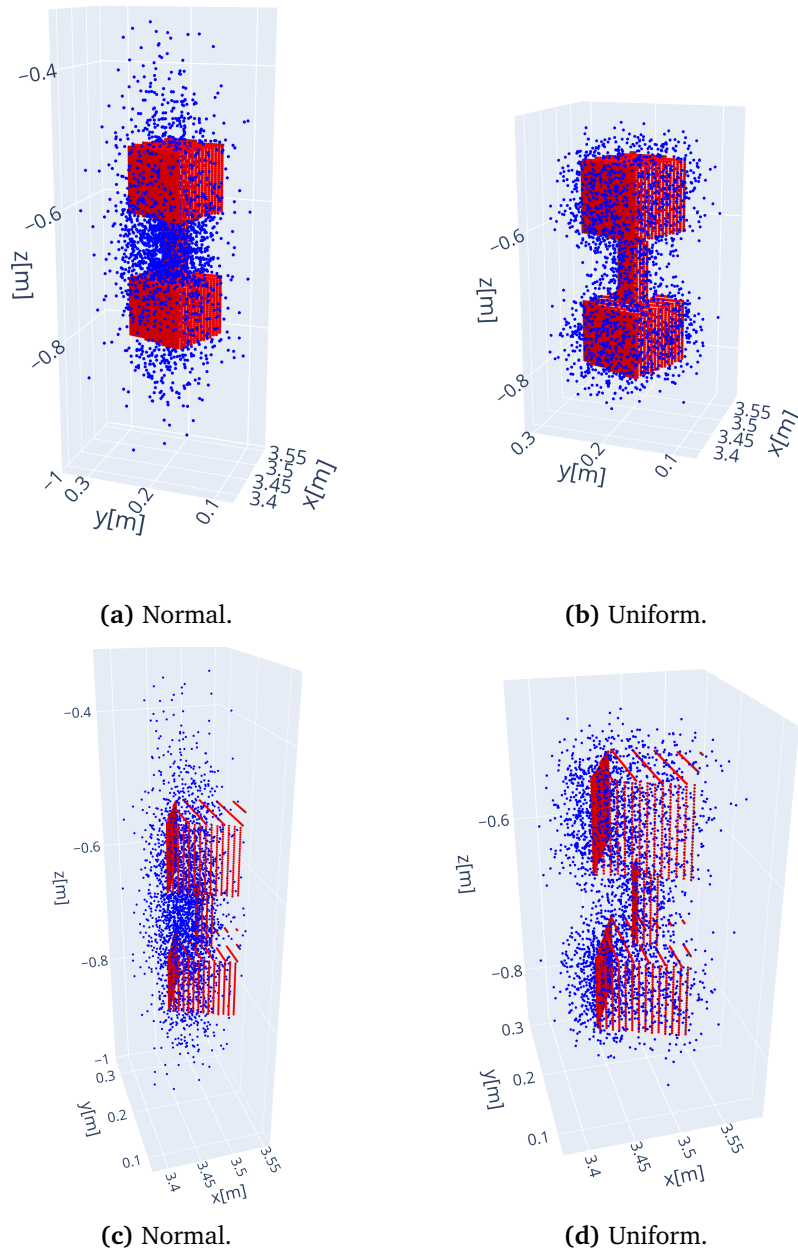 −0.4
−0.6
z[m]
−0.8
−1
0.3
y[m]
0.2
0.1
3.55
3.5
3.45
3.4
x[m]
−0.6
z[m]
−0.8
0.3
y[m]
0.2
0.1
3.55
3.5
3.45
3.4
x[m]
(a) Normal.
(b) Uniform.
−0.4
−0.6
z[m]
−0.8
−1
0.3
y[m]
0.2
0.1
3.4
3.45
3.5
3.55
x[m]
−0.6
z[m]
−0.8
0.3
y[m]
0.2
0.1
3.4
3.45
3.5
3.55
x[m]
(c) Normal.
(d) Uniform.